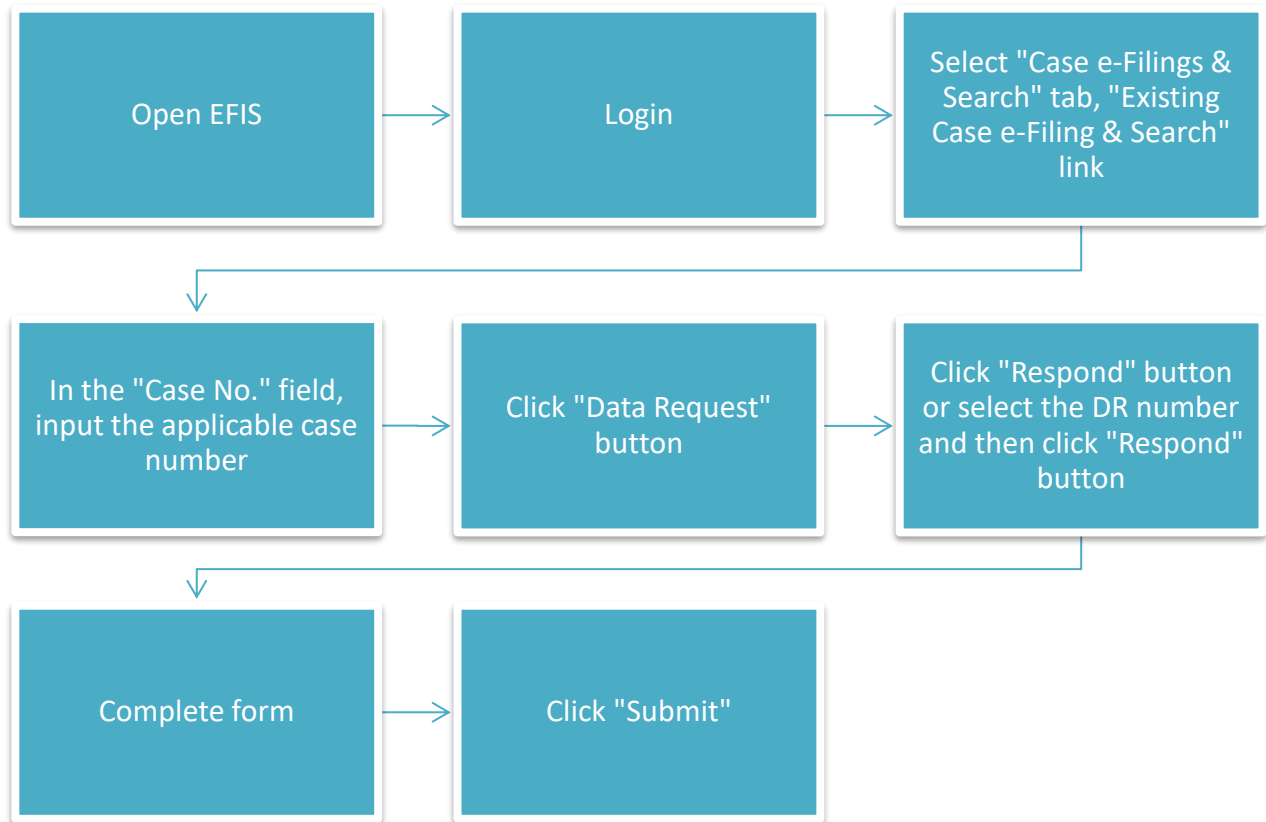 Open EFIS
Login
Select "Case e-Filings &
Search" tab, "Existing
Case e-Filing & Search"
link
In the "Case No." field,
input the applicable case
number
Click "Data Request"
button
Click "Respond" button
or select the DR number
and then click "Respond"
button
Complete form
Click "Submit"